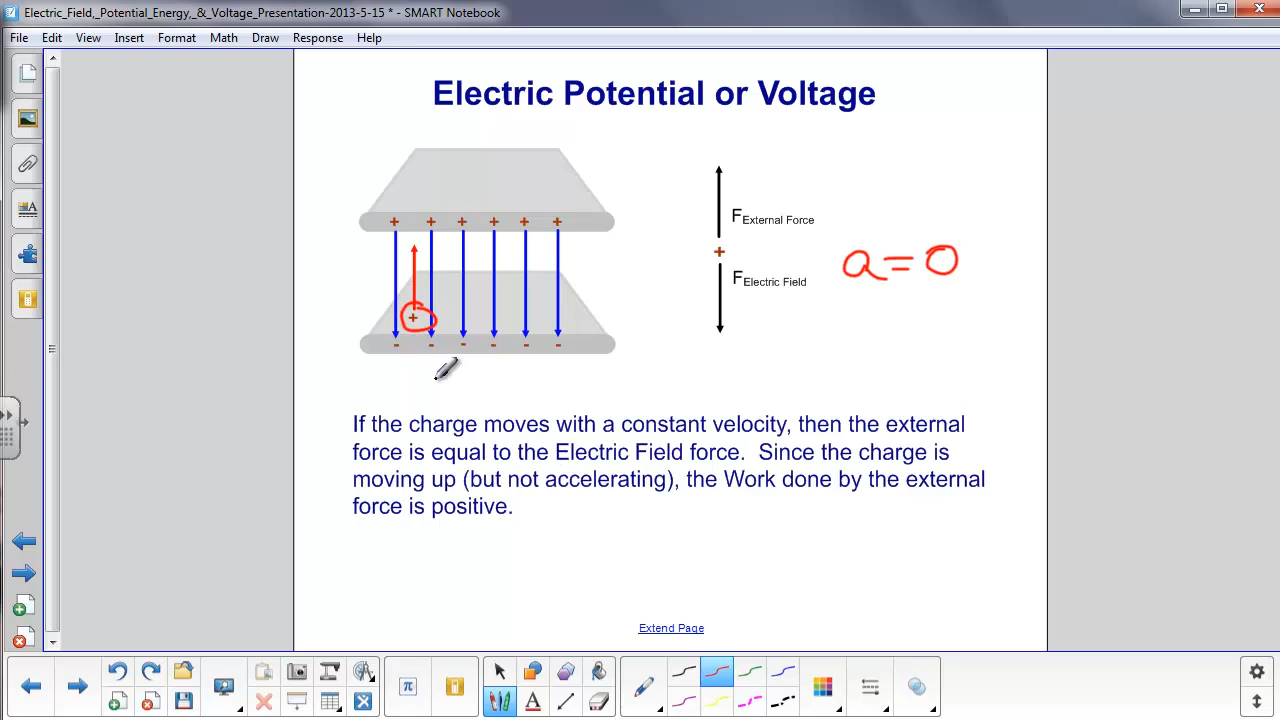 Electric_Field,_Potential_Energy,_&_Voltage_Presentation-2013-5-15 * - SMART Notebook
File Edit View Insert Format Math Draw Response Help
Electric Potential or Voltage
+ + + + + +
+
- - - - - -
F External Force
+
F Electric Field
a = 0
If the charge moves with a constant velocity, then the external
force is equal to the Electric Field force. Since the charge is
moving up (but not accelerating), the Work done by the external
force is positive.
Extend Page
π
A